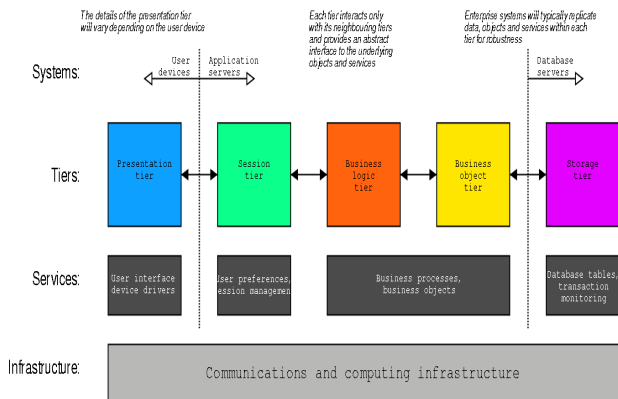 The details of the presentation tier
will vary depending on the user device
Each tier interacts only
with its neighbouring tiers
and provides an abstract
interface to the underlying
objects and services
Enterprise systems will typically replicate
data, objects and services within each
tier for robustness
Systems:
User
devices
Application
servers
Database
servers
Tiers:
Presentation
tier
Session
tier
Business
logic
tier
Business
object
tier
Storage
tier
Services:
User interface
device drivers
User preferences,
ession management
Business processes,
business objects
Database tables,
transaction
monitoring
Infrastructure:
Communications and computing infrastructure